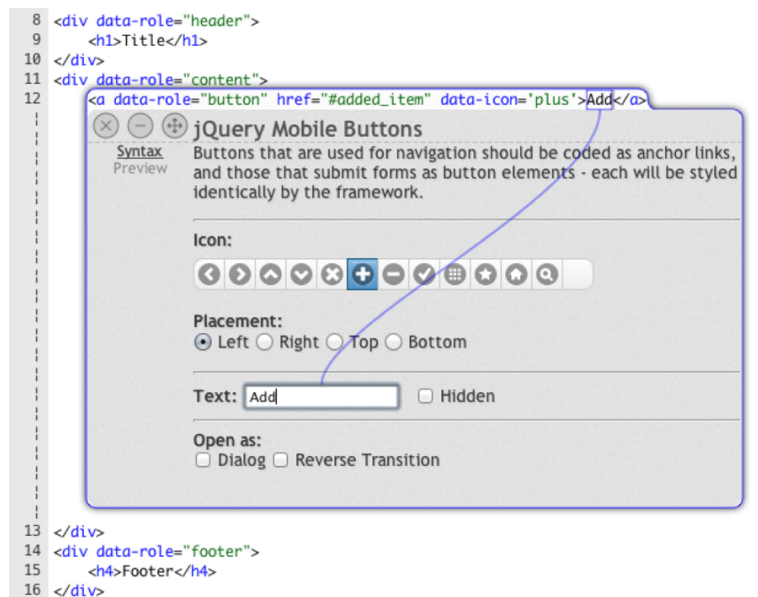 8 <div data-role="header">
9 <h1>Title</h1>
10 </div>
11 <div data-role="content">
12 <a data-role="button" href="#added_item" data-icon='plus'>Add</a>
jQuery Mobile Buttons
Syntax
Preview
Buttons that are used for navigation should be coded as anchor links,
and those that submit forms as button elements - each will be styled
identically by the framework.
Icon:
Placement:
Left Right Top Bottom
Text: Add Hidden
Open as:
Dialog Reverse Transition
13 </div>
14 <div data-role="footer">
15 <h4>Footer</h4>
16 </div>